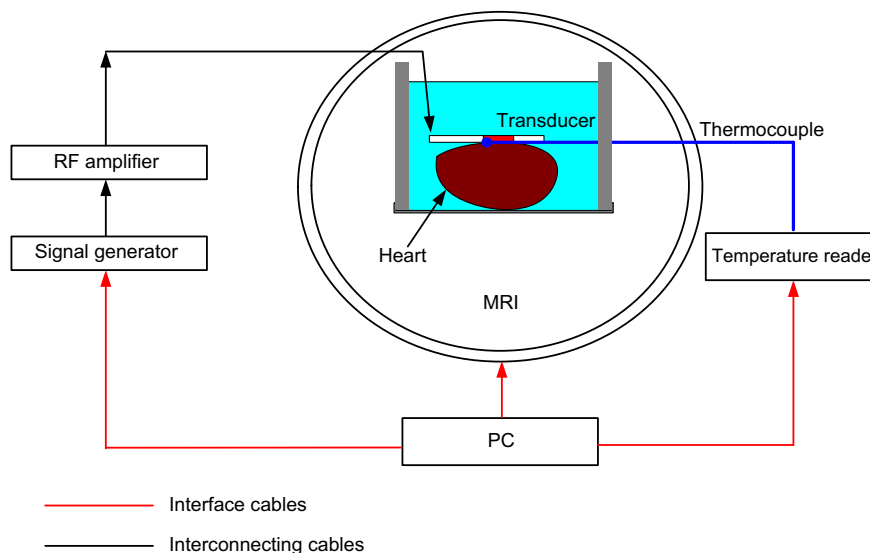 Transducer
Thermocouple
RF amplifier
Signal generator
Heart
Temperature reade
MRI
PC
Interface cables
Interconnecting cables